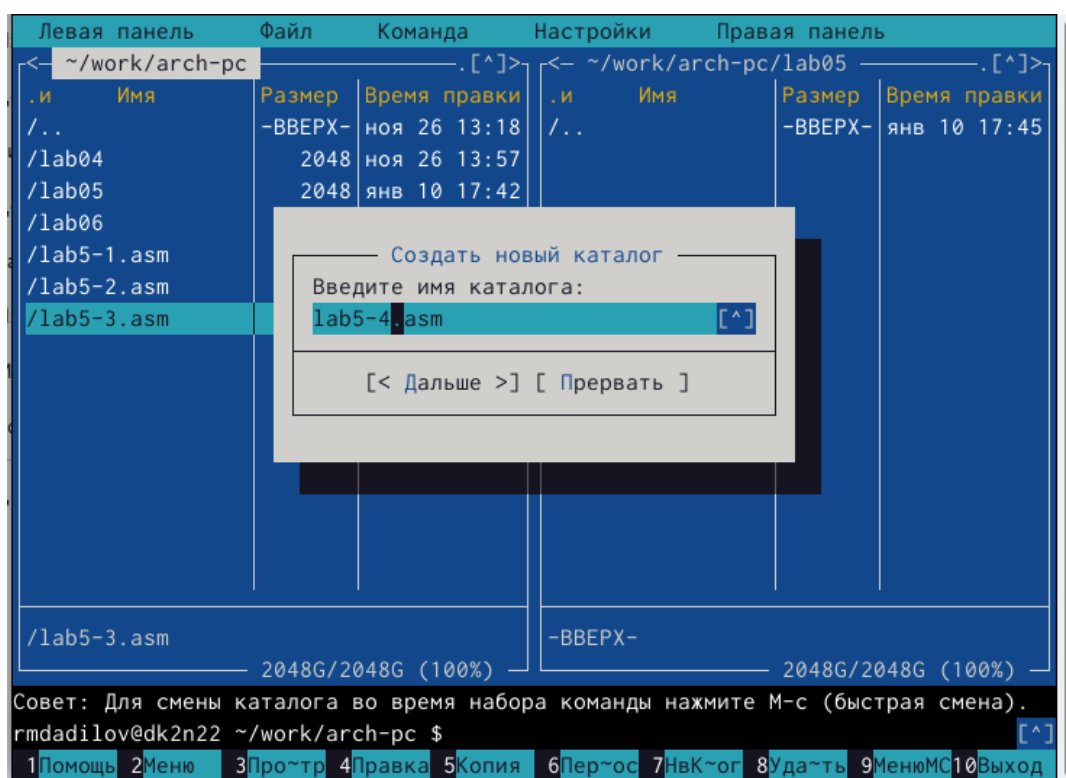 Левая панель Файл Команда Настройки Правая панель
<– ~/work/arch-pc .[^]> <– ~/work/arch-pc/lab05 .[^]>
.и Имя Размер Время правки .и Имя Размер Время правки
/.. -ВВЕРХ- ноя 26 13:18 /.. -ВВЕРХ- янв 10 17:45
/lab04 2048 ноя 26 13:57
/lab05 2048 янв 10 17:42
/lab06
/lab5-1.asm Создать новый каталог
/lab5-2.asm Введите имя каталога:
/lab5-3.asm lab5-4.asm [^]
[< Дальше >] [ Прервать ]
/lab5-3.asm -ВВЕРХ-
2048G/2048G (100%) 2048G/2048G (100%)
Совет: Для смены каталога во время набора команды нажмите M-c (быстрая смена).
rmdadilov@dk2n22 ~/work/arch-pc $ [^]
1Помощь 2Меню 3Про~тр 4Правка 5Копия 6Пер~ос 7НвК~ог 8Уда~ть 9МенюMC 10Выход